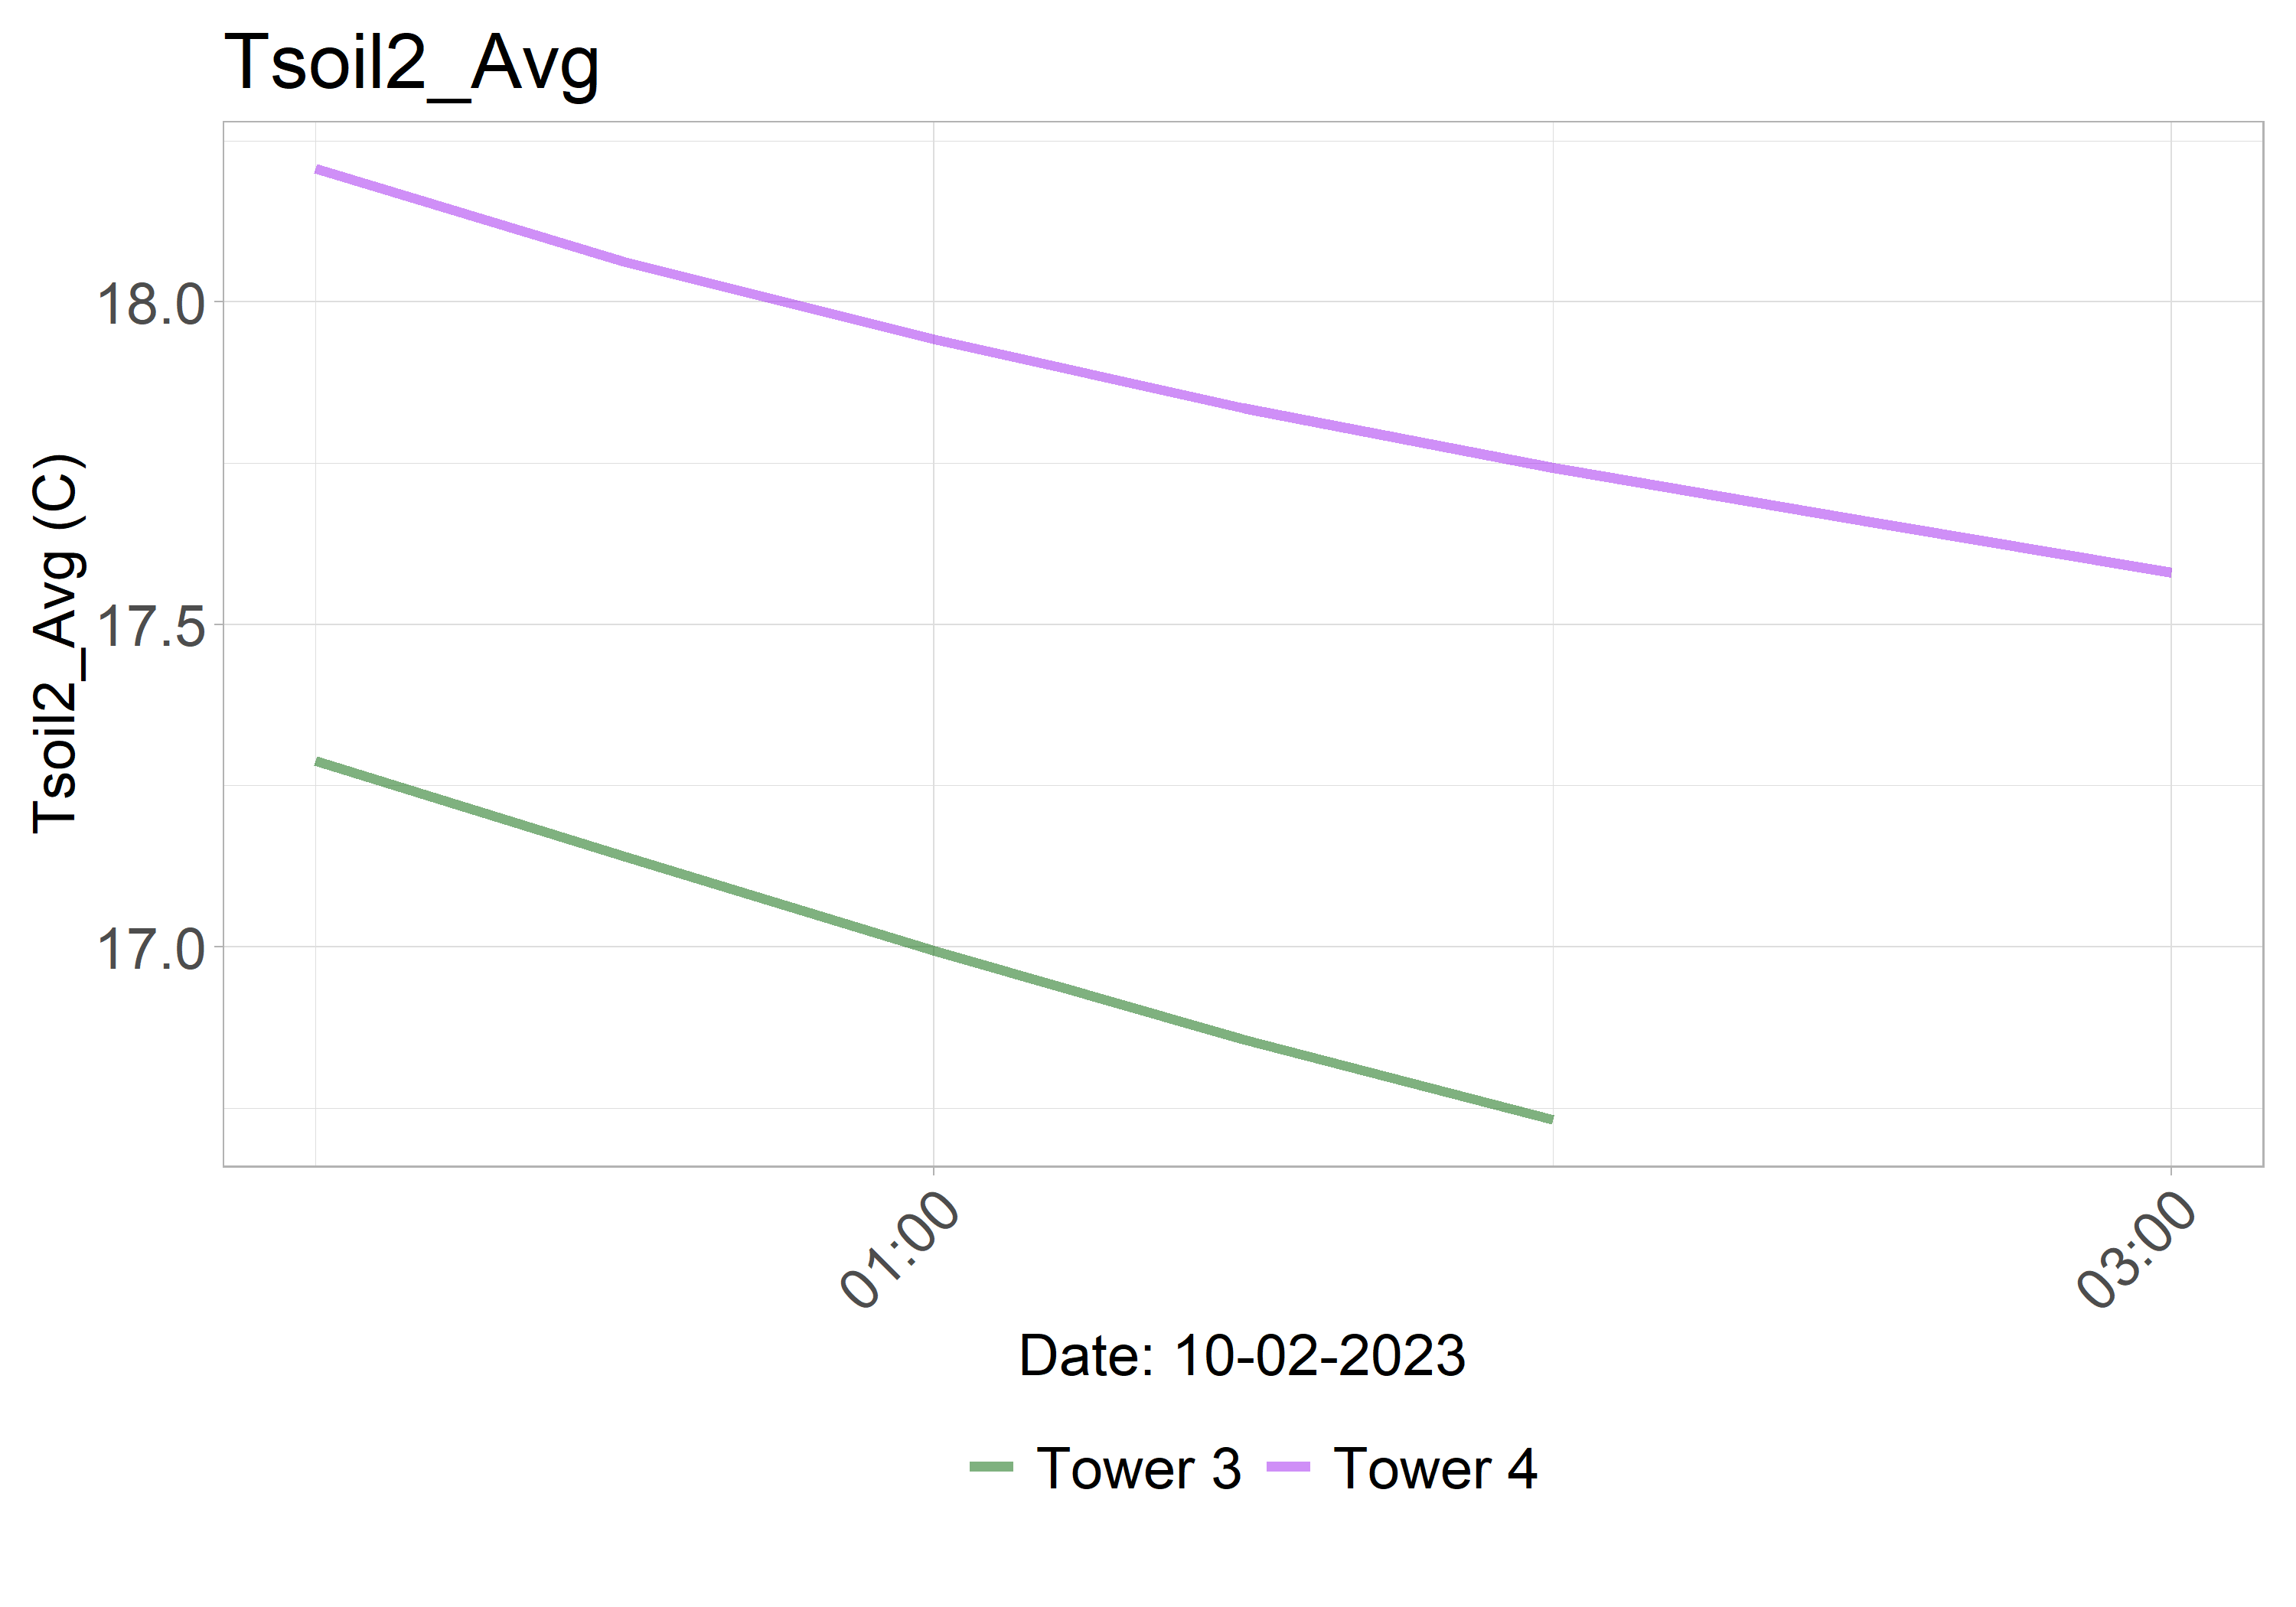 Tsoil2_Avg
Tsoil2_Avg (C)
18.0
17.5
17.0
01:00
03:00
Date: 10-02-2023
Tower 3
Tower 4